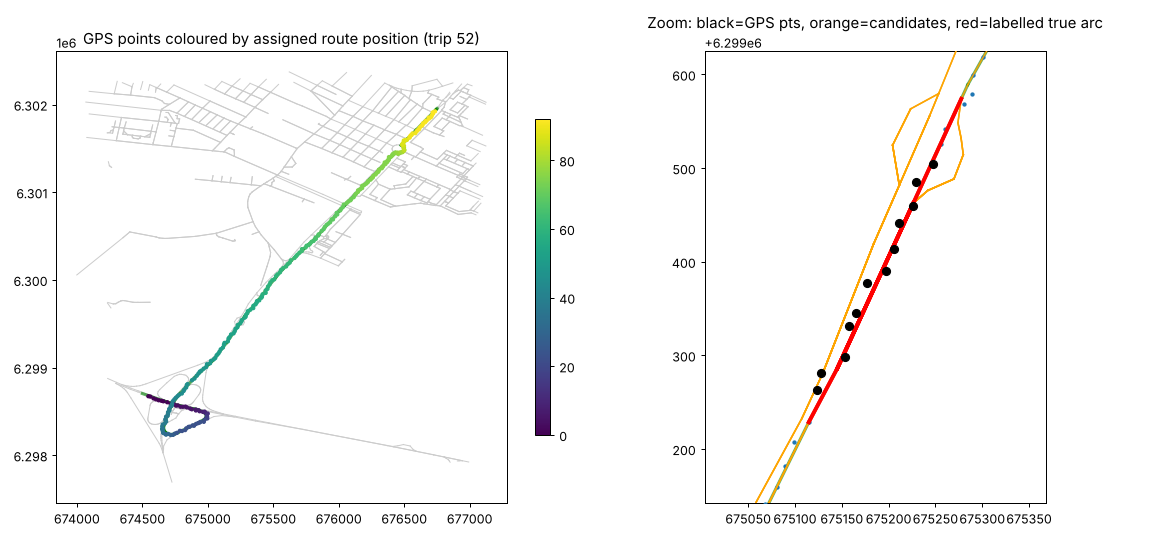 GPS points coloured by assigned route position (trip 52)
1e6
6.302
6.301
6.300
6.299
6.298
674000 674500 675000 675500 676000 676500 677000
80
60
40
20
0
Zoom: black=GPS pts, orange=candidates, red=labelled true arc
+6.299e6
600
500
400
300
200
675050 675100 675150 675200 675250 675300 675350